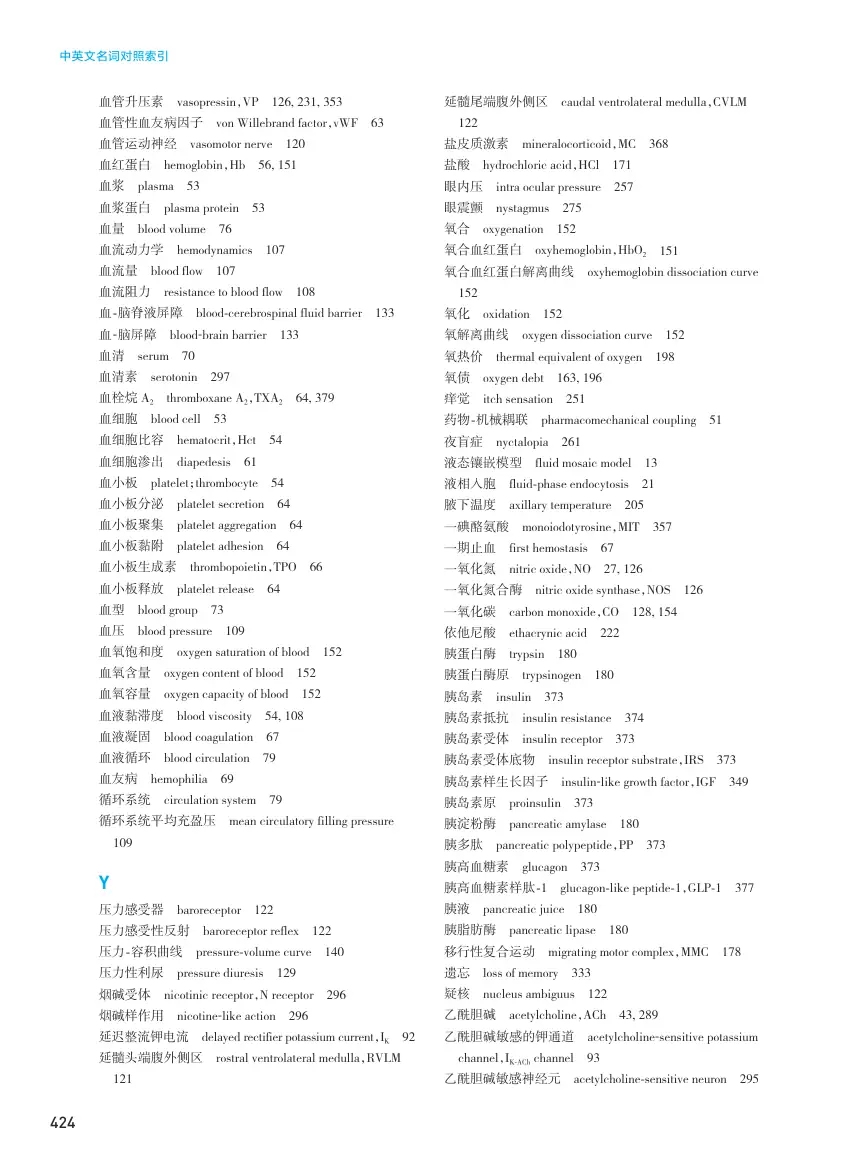 中英文名词对照索引
血管升压素 vasopressin,VP 126, 231, 353
血管性血友病因子 von Willebrand factor,vWF 63
血管运动神经 vasomotor nerve 120
血红蛋白 hemoglobin,Hb 56, 151
血浆 plasma 53
血浆蛋白 plasma protein 53
血量 blood volume 76
血流动力学 hemodynamics 107
血流量 blood flow 107
血流阻力 resistance to blood flow 108
血-脑脊液屏障 blood-cerebrospinal fluid barrier 133
血-脑屏障 blood-brain barrier 133
血清 serum 70
血清素 serotonin 297
血栓烷 A₂ thromboxane A₂,TXA₂ 64, 379
血细胞 blood cell 53
血细胞比容 hematocrit,Hct 54
血细胞渗出 diapedesis 61
血小板 platelet;thrombocyte 54
血小板分泌 platelet secretion 64
血小板聚集 platelet aggregation 64
血小板黏附 platelet adhesion 64
血小板生成素 thrombopoietin,TPO 66
血小板释放 platelet release 64
血型 blood group 73
血压 blood pressure 109
血氧饱和度 oxygen saturation of blood 152
血氧含量 oxygen content of blood 152
血氧容量 oxygen capacity of blood 152
血液黏滞度 blood viscosity 54, 108
血液凝固 blood coagulation 67
血液循环 blood circulation 79
血友病 hemophilia 69
循环系统 circulation system 79
循环系统平均充盈压 mean circulatory filling pressure
109
Y
压力感受器 baroreceptor 122
压力感受性反射 baroreceptor reflex 122
压力-容积曲线 pressure-volume curve 140
压力性利尿 pressure diuresis 129
烟碱受体 nicotinic receptor,N receptor 296
烟碱样作用 nicotine-like action 296
延迟整流钾电流 delayed rectifier potassium current,I_K 92
延髓头端腹外侧区 rostral ventrolateral medulla,RVLM
121
延髓尾端腹外侧区 caudal ventrolateral medulla,CVLM
122
盐皮质激素 mineralocorticoid,MC 368
盐酸 hydrochloric acid,HCl 171
眼内压 intra ocular pressure 257
眼震颤 nystagmus 275
氧合 oxygenation 152
氧合血红蛋白 oxyhemoglobin,HbO₂ 151
氧合血红蛋白解离曲线 oxyhemoglobin dissociation curve
152
氧化 oxidation 152
氧解离曲线 oxygen dissociation curve 152
氧热价 thermal equivalent of oxygen 198
氧债 oxygen debt 163, 196
痒觉 itch sensation 251
药物-机械耦联 pharmacomechanical coupling 51
夜盲症 nyctalopia 261
液态镶嵌模型 fluid mosaic model 13
液相入胞 fluid-phase endocytosis 21
腋下温度 axillary temperature 205
一碘酪氨酸 monoiodotyrosine,MIT 357
一期止血 first hemostasis 67
一氧化氮 nitric oxide,NO 27, 126
一氧化氮合酶 nitric oxide synthase,NOS 126
一氧化碳 carbon monoxide,CO 128, 154
依他尼酸 ethacrynic acid 222
胰蛋白酶 trypsin 180
胰蛋白酶原 trypsinogen 180
胰岛素 insulin 373
胰岛素抵抗 insulin resistance 374
胰岛素受体 insulin receptor 373
胰岛素受体底物 insulin receptor substrate,IRS 373
胰岛素样生长因子 insulin-like growth factor,IGF 349
胰岛素原 proinsulin 373
胰淀粉酶 pancreatic amylase 180
胰多肽 pancreatic polypeptide,PP 373
胰高血糖素 glucagon 373
胰高血糖素样肽-1 glucagon-like peptide-1,GLP-1 377
胰液 pancreatic juice 180
胰脂肪酶 pancreatic lipase 180
移行性复合运动 migrating motor complex,MMC 178
遗忘 loss of memory 333
疑核 nucleus ambiguus 122
乙酰胆碱 acetylcholine,ACh 43, 289
乙酰胆碱敏感的钾通道 acetylcholine-sensitive potassium
channel,I_K-ACh channel 93
乙酰胆碱敏感神经元 acetylcholine-sensitive neuron 295
424